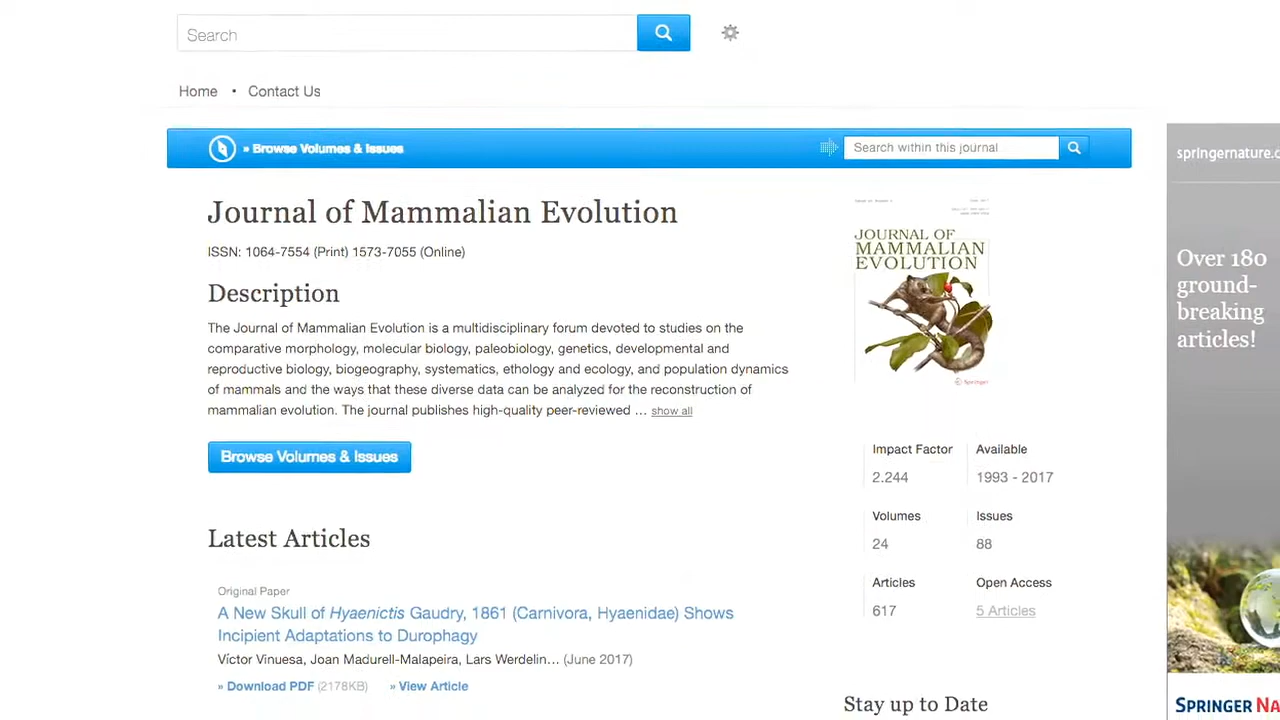 Search
Home • Contact Us
» Browse Volumes & Issues
Search within this journal
springernature.c
Journal of Mammalian Evolution
ISSN: 1064-7554 (Print) 1573-7055 (Online)
Description
The Journal of Mammalian Evolution is a multidisciplinary forum devoted to studies on the
comparative morphology, molecular biology, paleobiology, genetics, developmental and
reproductive biology, biogeography, systematics, ethology and ecology, and population dynamics
of mammals and the ways that these diverse data can be analyzed for the reconstruction of
mammalian evolution. The journal publishes high-quality peer-reviewed ... show all
Browse Volumes & Issues
JOURNAL OF
MAMMALIAN
EVOLUTION
Springer
Over 180
ground-
breaking
articles!
Impact Factor
2.244
Available
1993 - 2017
Volumes
24
Issues
88
Articles
617
Open Access
5 Articles
Latest Articles
Original Paper
A New Skull of Hyaenictis Gaudry, 1861 (Carnivora, Hyaenidae) Shows
Incipient Adaptations to Durophagy
Víctor Vinuesa, Joan Madurell-Malapeira, Lars Werdelin... (June 2017)
» Download PDF (2178KB) » View Article
Stay up to Date
SPRINGER NA